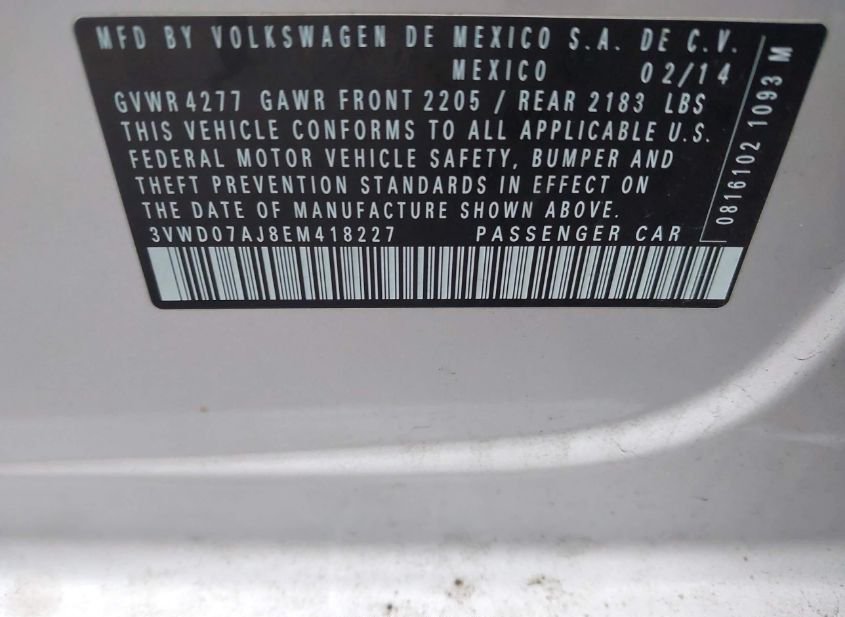 MFD BY VOLKSWAGEN DE MEXICO S.A. DE C.V.
MEXICO 02/14
GVWR 4277 GAWR FRONT 2205 / REAR 2183 LBS
THIS VEHICLE CONFORMS TO ALL APPLICABLE U.S.
FEDERAL MOTOR VEHICLE SAFETY, BUMPER AND
THEFT PREVENTION STANDARDS IN EFFECT ON
THE DATE OF MANUFACTURE SHOWN ABOVE.
3VWD07AJ8EM418227 PASSENGER CAR
0816102 1093 M